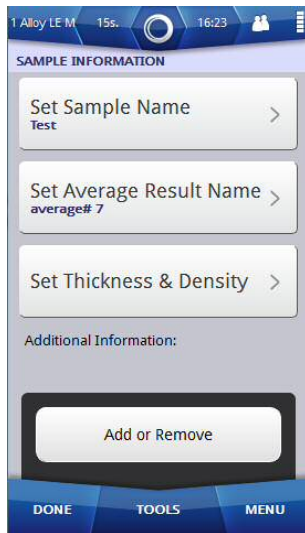 1 Alloy LE M 15s. 16:23
SAMPLE INFORMATION
Set Sample Name
Test
Set Average Result Name
average# 7
Set Thickness & Density
Additional Information:
Add or Remove
DONE TOOLS MENU